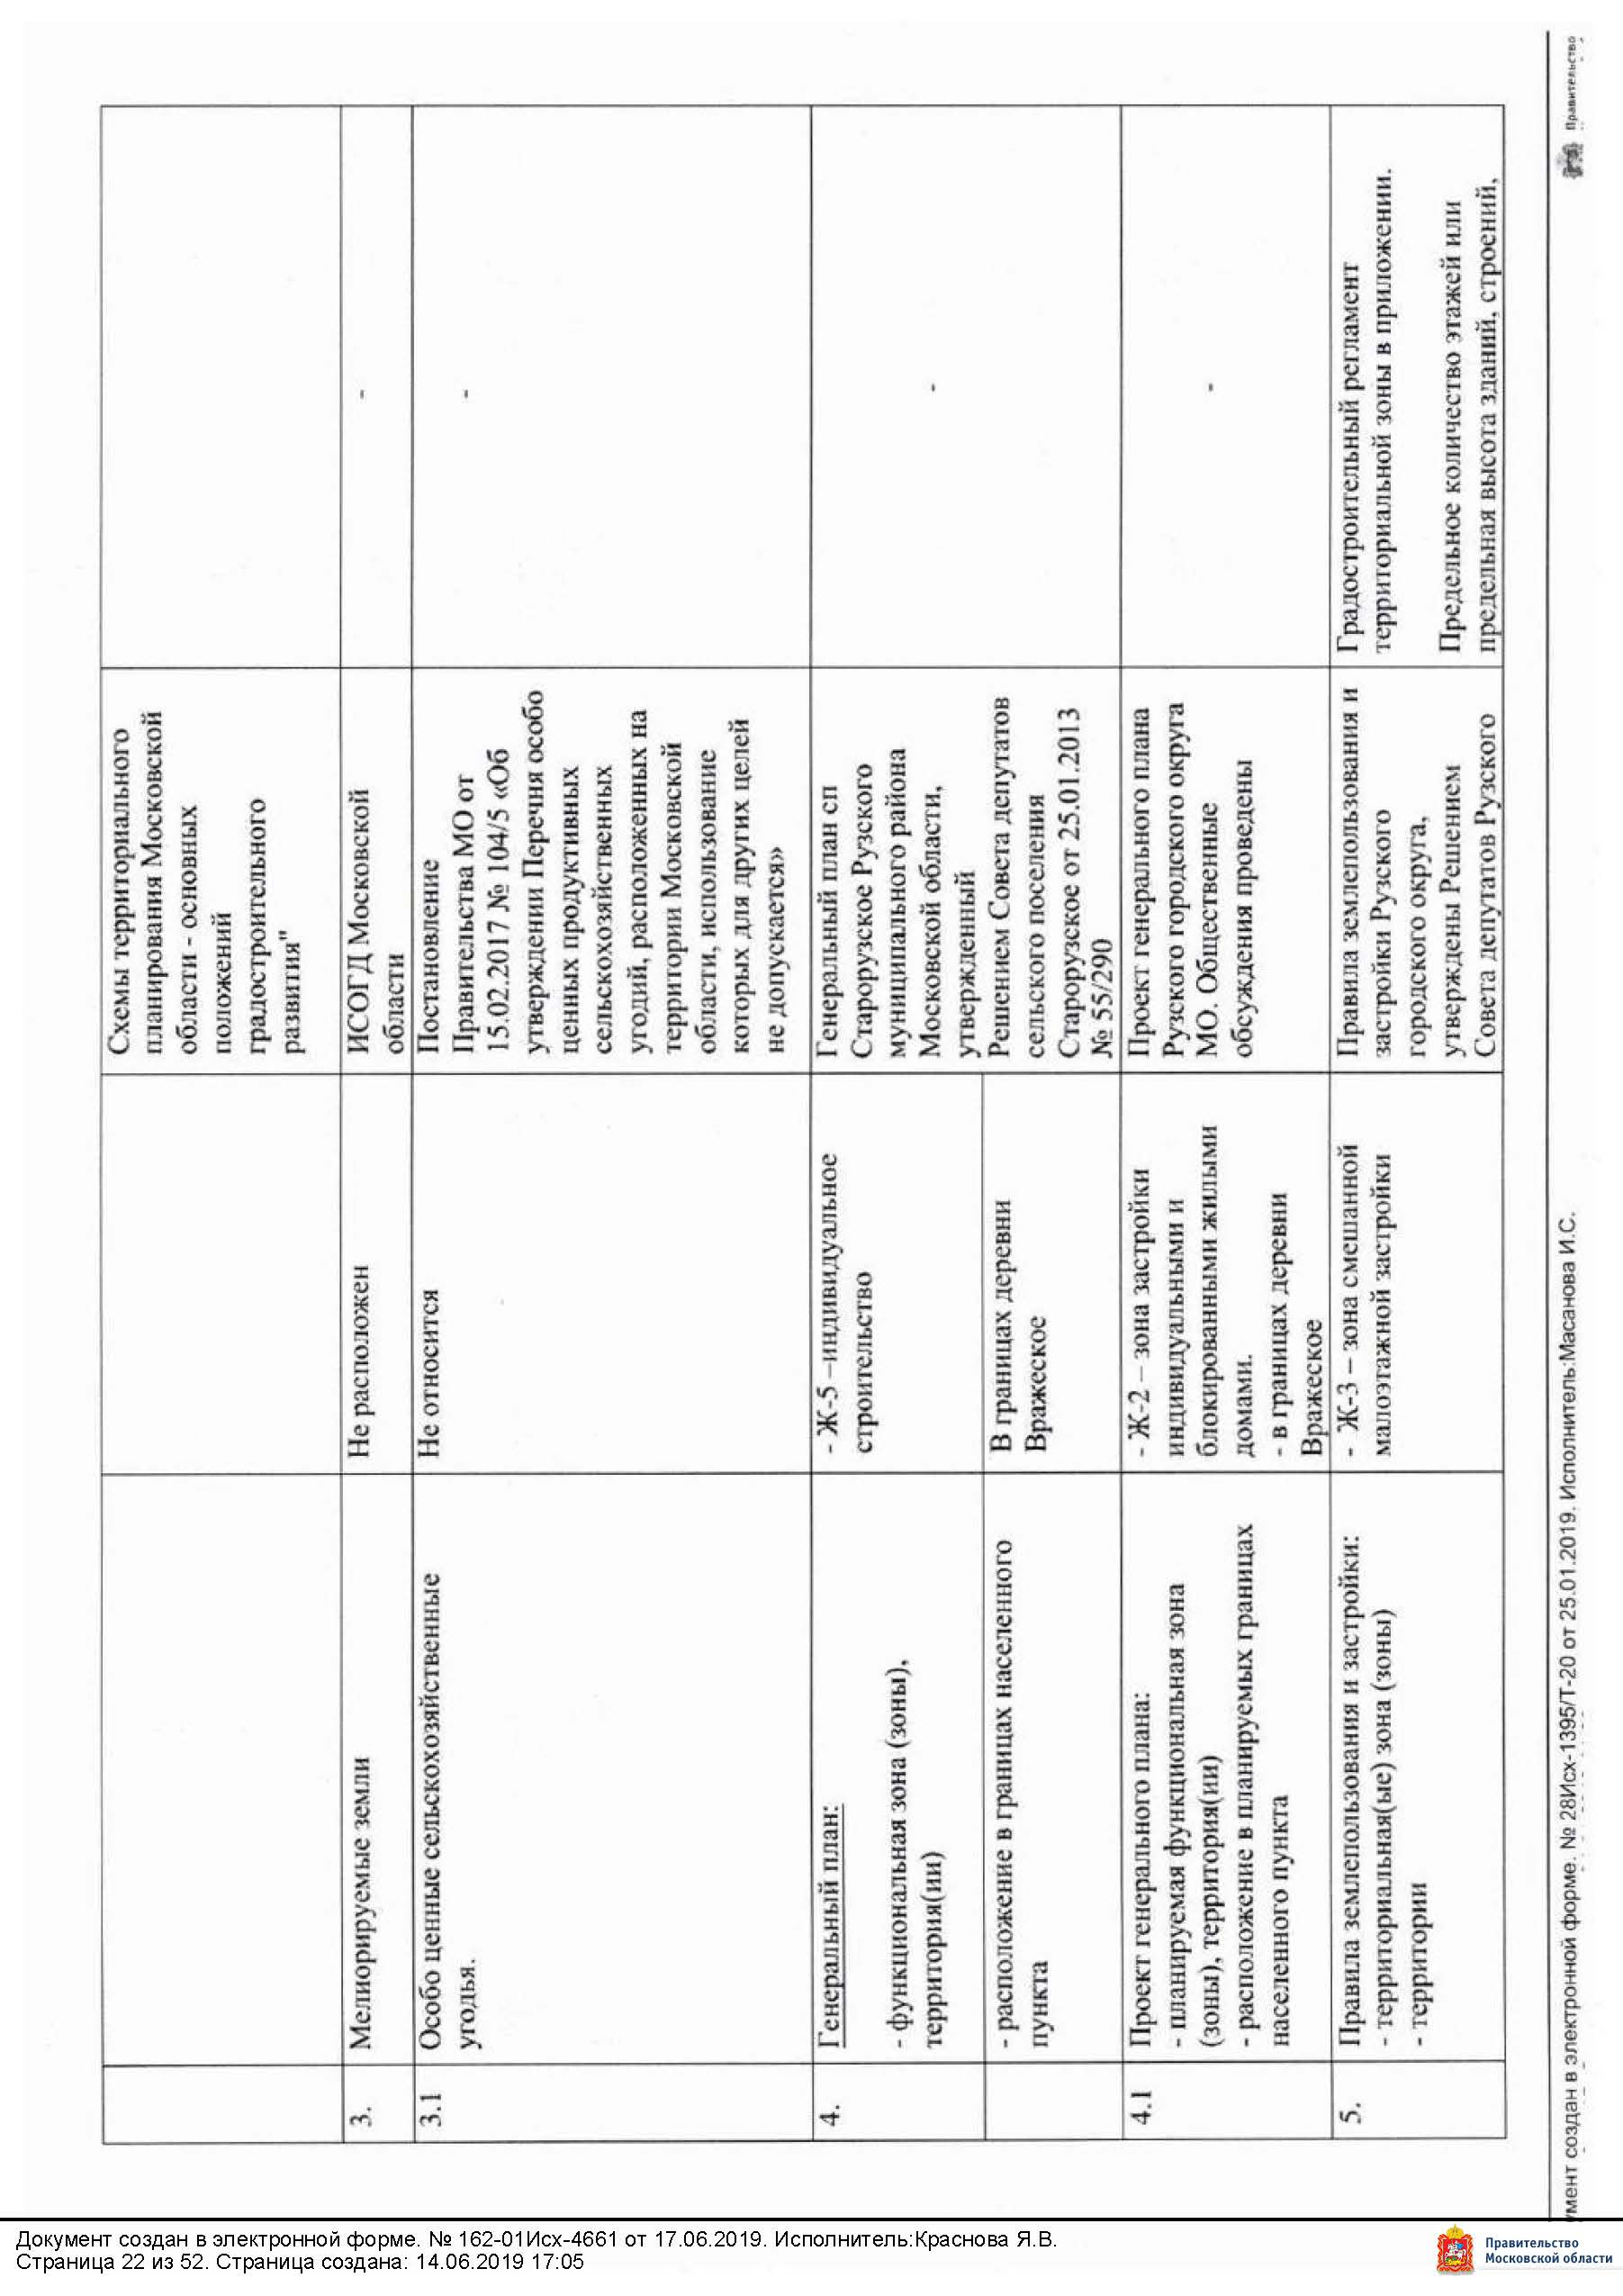 Схемы территориального
планирования Московской
области - основных
положений
градостроительного
развития"
3.
Мелиорируемые земли
Не расположен
ИСОГД Московской
области
-
3.1
Особо ценные сельскохозяйственные
угодья.
Не относится
Постановление
Правительства МО от
15.02.2017 № 104/5 «Об
утверждении Перечня особо
ценных продуктивных
сельскохозяйственных
угодий, расположенных на
территории Московской
области, использование
которых для других целей
не допускается»
-
4.
Генеральный план:
- функциональная зона (зоны),
территория(ии)
- Ж-5 –индивидуальное
строительство
Генеральный план сп
Старорузское Рузского
муниципального района
Московской области,
утвержденный
Решением Совета депутатов
сельского поселения
Старорузское от 25.01.2013
№ 55/290
-
- расположение в границах населенного
пункта
В границах деревни
Вражеское
4.1
Проект генерального плана:
- планируемая функциональная зона
(зоны), территория(ии)
- расположение в планируемых границах
населенного пункта
- Ж-2 – зона застройки
индивидуальными и
блокированными жилыми
домами.
- в границах деревни
Вражеское
Проект генерального плана
Рузского городского округа
МО. Общественные
обсуждения проведены
-
5.
Правила землепользования и застройки:
- территориальная(ые) зона (зоны)
- территории
- Ж-3 – зона смешанной
малоэтажной застройки
Правила землепользования и
застройки Рузского
городского округа,
утверждены Решением
Совета депутатов Рузского
Градостроительный регламент
территориальной зоны в приложении.
Предельное количество этажей или
предельная высота зданий, строений,
умент создан в электронной форме. № 28Исх-1395/Т-20 от 25.01.2019. Исполнитель:Масанова И.С.
Правительство
Документ создан в электронной форме. № 162-01Исх-4661 от 17.06.2019. Исполнитель:Краснова Я.В.
Страница 22 из 52. Страница создана: 14.06.2019 17:05
Правительство
Московской области